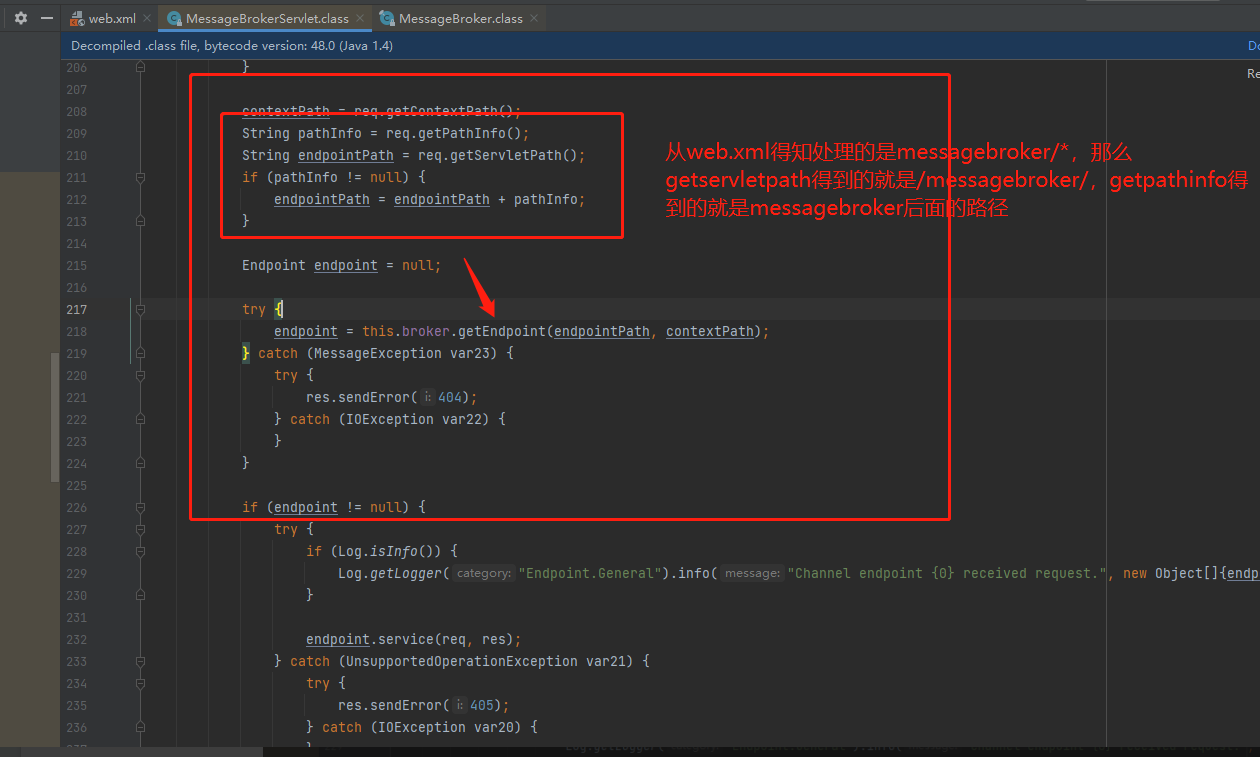 web.xml MessageBrokerServlet.class MessageBroker.class
Decompiled .class file, bytecode version: 48.0 (Java 1.4) Do
206 }
Re
207
208 contextPath = req.getContextPath();
209 String pathInfo = req.getPathInfo();
210 String endpointPath = req.getServletPath();
211 if (pathInfo != null) {
212 endpointPath = endpointPath + pathInfo;
213 }
从web.xml得知处理的是messagebroker/*，那么
getservletpath得到的就是/messagebroker/，getpathinfo得
到的就是messagebroker后面的路径
214
215 Endpoint endpoint = null;
216
217 try {
218 endpoint = this.broker.getEndpoint(endpointPath, contextPath);
219 } catch (MessageException var23) {
220 try {
221 res.sendError( i: 404);
222 } catch (IOException var22) {
223 }
224 }
225
226 if (endpoint != null) {
227 try {
228 if (Log.isInfo()) {
229 Log.getLogger( category: "Endpoint.General").info( message: "Channel endpoint {0} received request.", new Object[]{endp
230 }
231
232 endpoint.service(req, res);
233 } catch (UnsupportedOperationException var21) {
234 try {
235 res.sendError( i: 405);
236 } catch (IOException var20) {